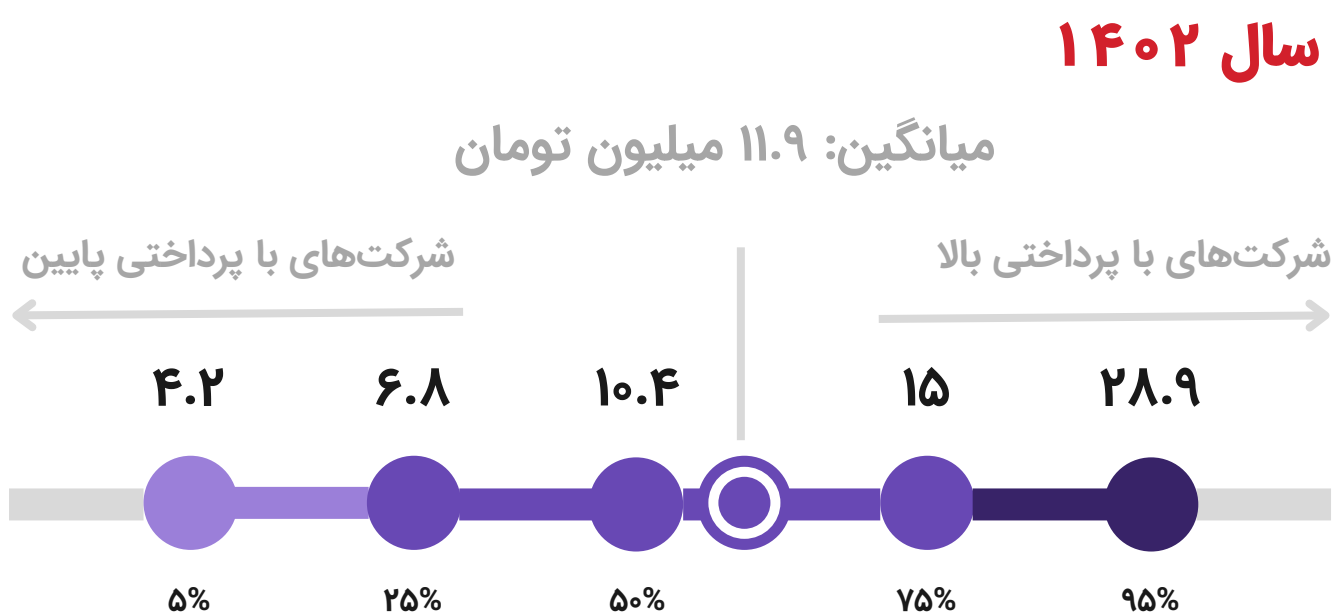 سال ۱۴۰۲
میانگین: ۱۱.۹ میلیون تومان
شرکت‌های با پرداختی بالا
شرکت‌های با پرداختی پایین
۴.۲ ۶.۸ ۱۰.۴ ۱۵ ۲۸.۹
۵% ۲۵% ۵۰% ۷۵% ۹۵%